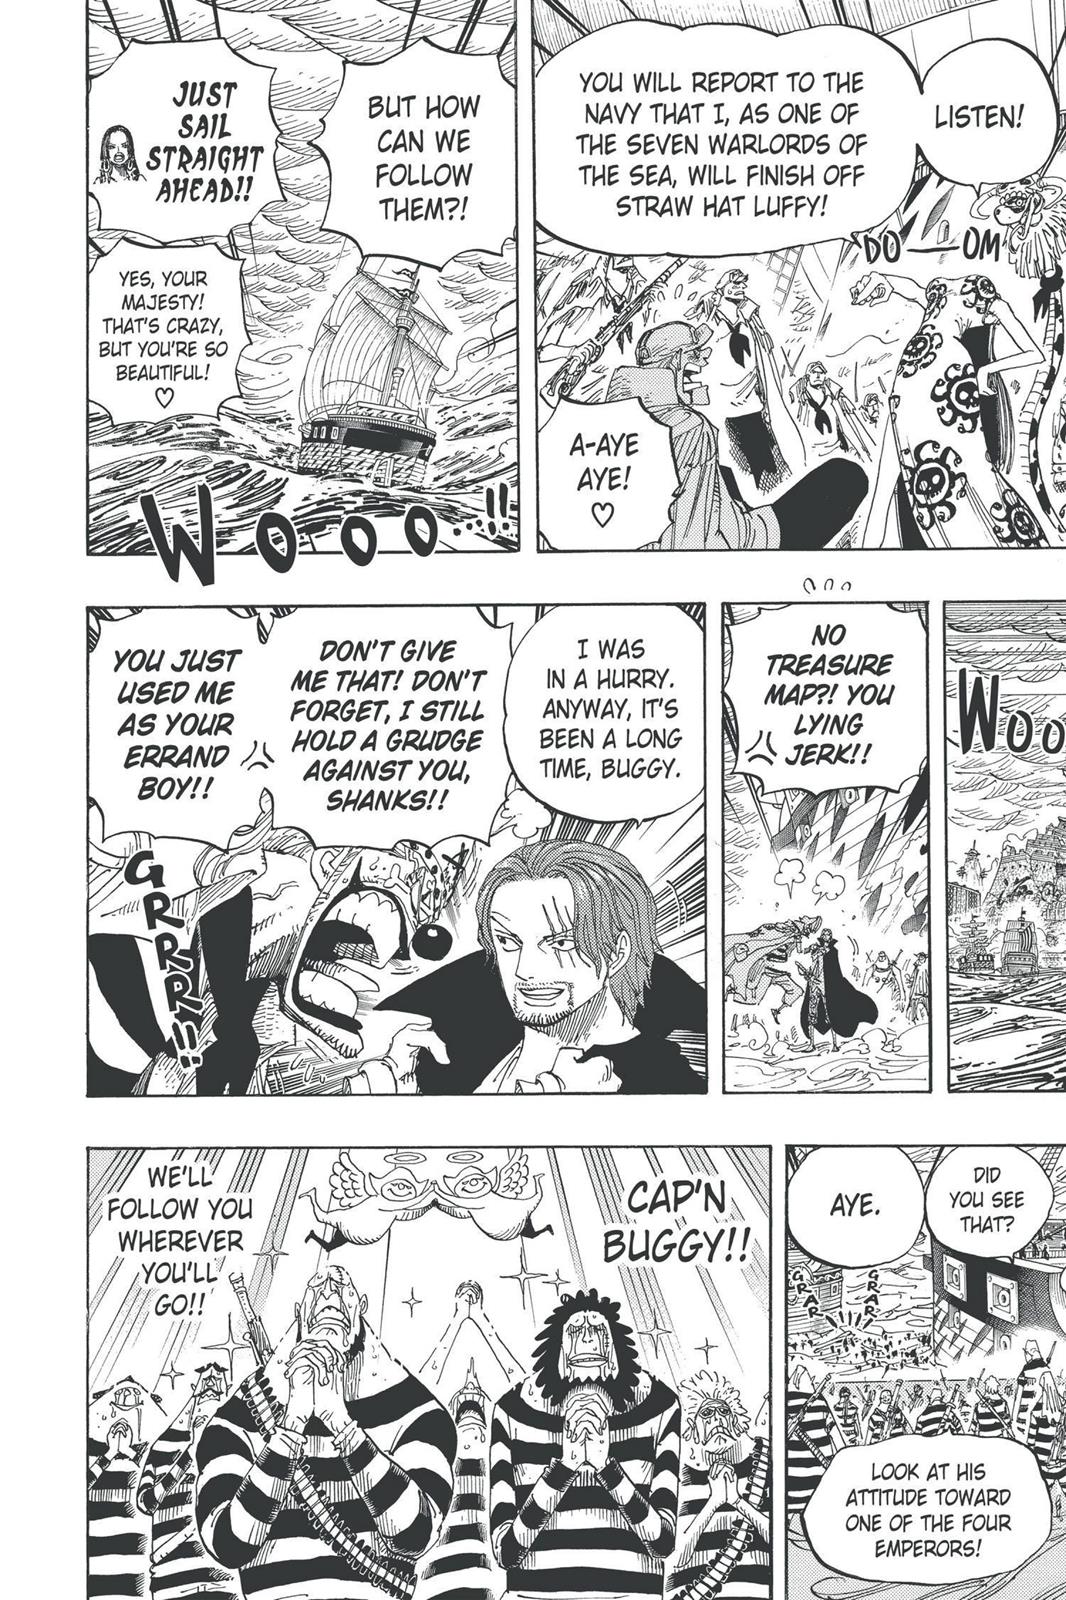 LISTEN!
YOU WILL REPORT TO THE
NAVY THAT I, AS ONE OF
THE SEVEN WARLORDS OF
THE SEA, WILL FINISH OFF
STRAW HAT LUFFY!
DO—OM
A-AYE
AYE!
♡
BUT HOW
CAN WE
FOLLOW
THEM?!
JUST
SAIL
STRAIGHT
AHEAD!!
YES, YOUR
MAJESTY!
THAT'S CRAZY,
BUT YOU'RE SO
BEAUTIFUL!
♡
WOOO...!!
WOOO
NO
TREASURE
MAP?! YOU
LYING
JERK!!
I WAS
IN A HURRY.
ANYWAY, IT'S
BEEN A LONG
TIME, BUGGY.
DON'T GIVE
ME THAT! DON'T
FORGET, I STILL
HOLD A GRUDGE
AGAINST YOU,
SHANKS!!
YOU JUST
USED ME
AS YOUR
ERRAND
BOY!!
GRRRR!!
DID
YOU SEE
THAT?
AYE.
GRAR!
GRAR
LOOK AT HIS
ATTITUDE TOWARD
ONE OF THE FOUR
EMPERORS!
CAP'N
BUGGY!!
WE'LL
FOLLOW YOU
WHEREVER
YOU'LL
GO!!